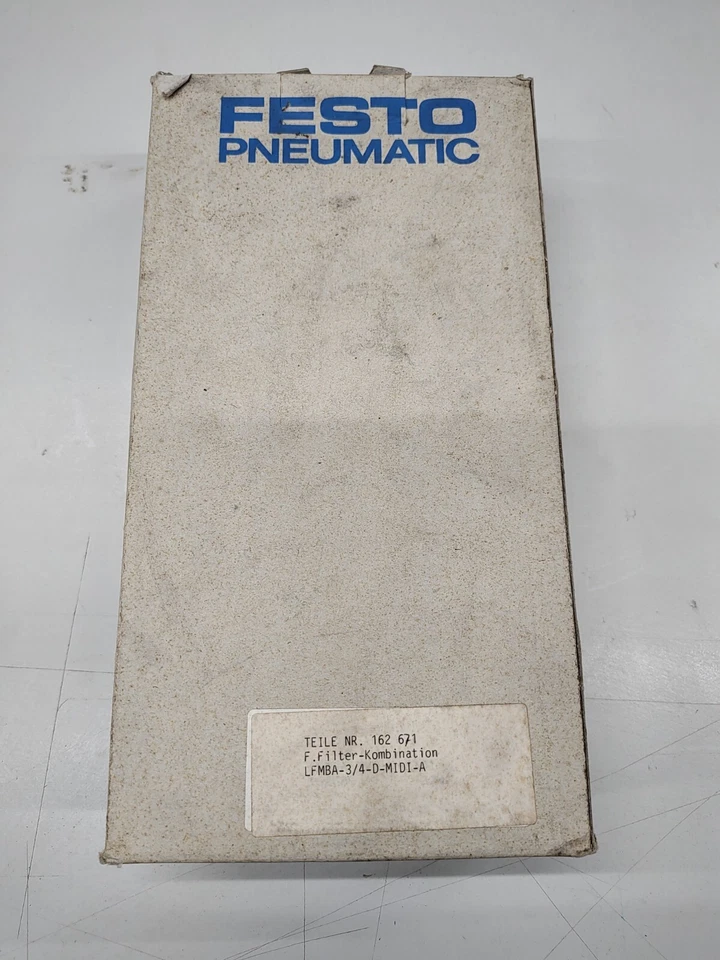 FESTO
PNEUMATIC
TEILE NR. 162 671
F.Filter-Kombination
LFMBA-3/4-D-MIDI-A